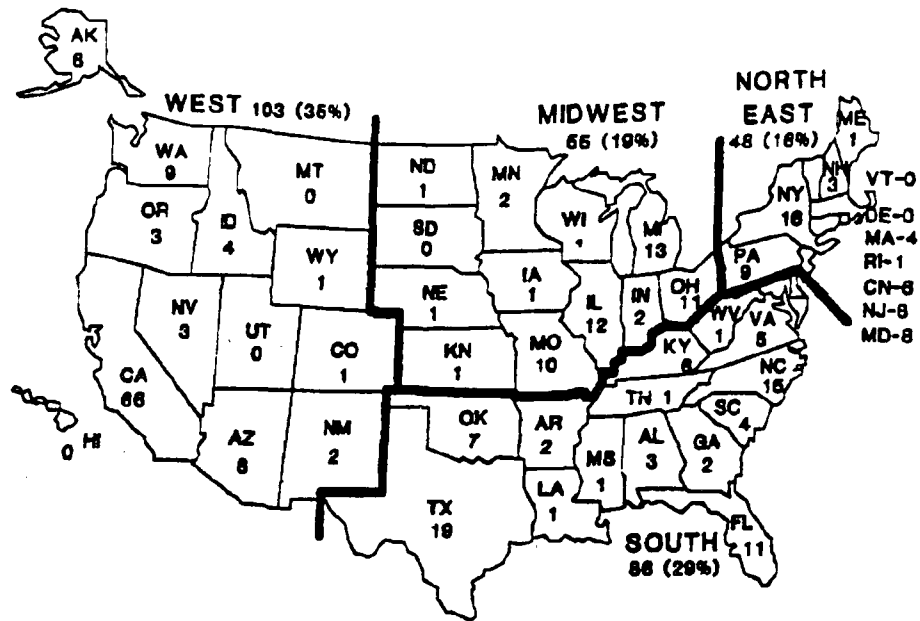 AK
6
WEST 103 (35%)
MIDWEST
55 (19%)
NORTH
EAST
48 (16%)
ME
1
WA
9
MT
0
ND
1
MN
2
NH
3
VT-0
OR
3
ID
4
SD
0
WI
1
MI
13
NY
16
DE-0
MA-4
WY
1
PA
9
RI-1
NV
3
UT
0
NE
1
IA
1
IL
12
IN
2
OH
11
CN-6
NJ-8
MD-8
CO
1
KN
1
MO
10
WV
1
VA
5
KY
6
CA
66
NC
15
TN 1
HI
0
AZ
8
NM
2
OK
7
AR
2
SC
4
MS
1
AL
3
GA
2
TX
19
LA
1
FL
11
SOUTH
86 (29%)